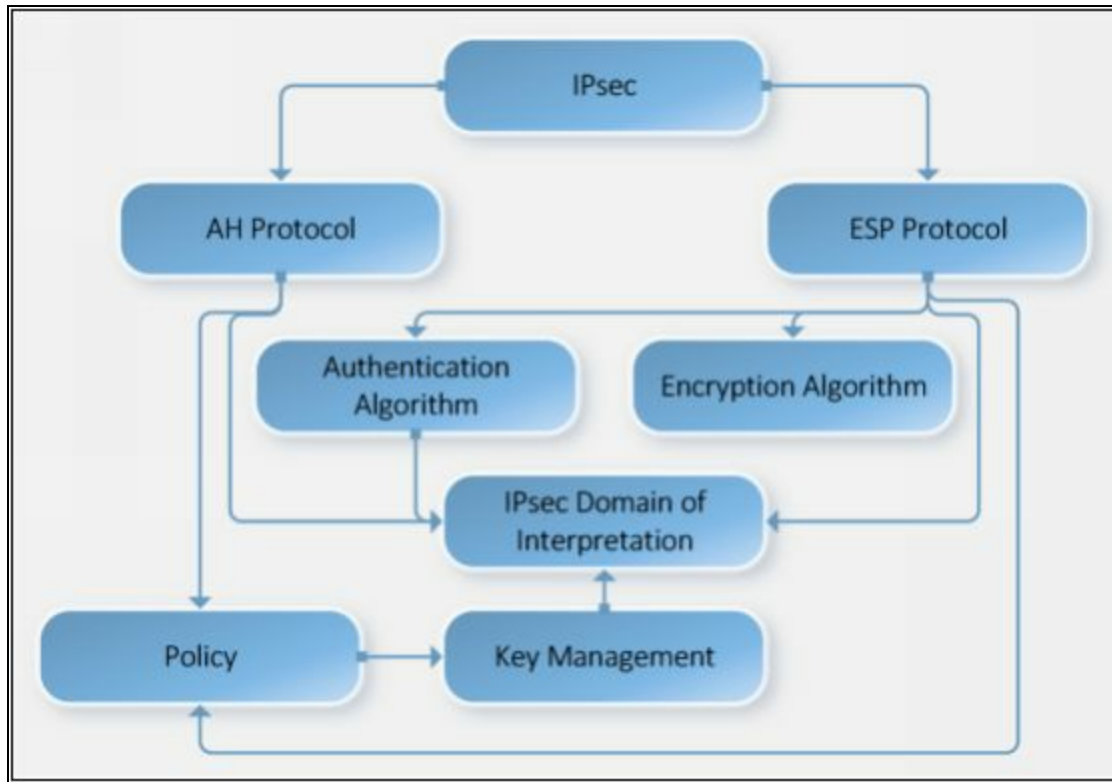 IPsec
AH Protocol
ESP Protocol
Authentication
Algorithm
Encryption Algorithm
IPsec Domain of
Interpretation
Policy
Key Management